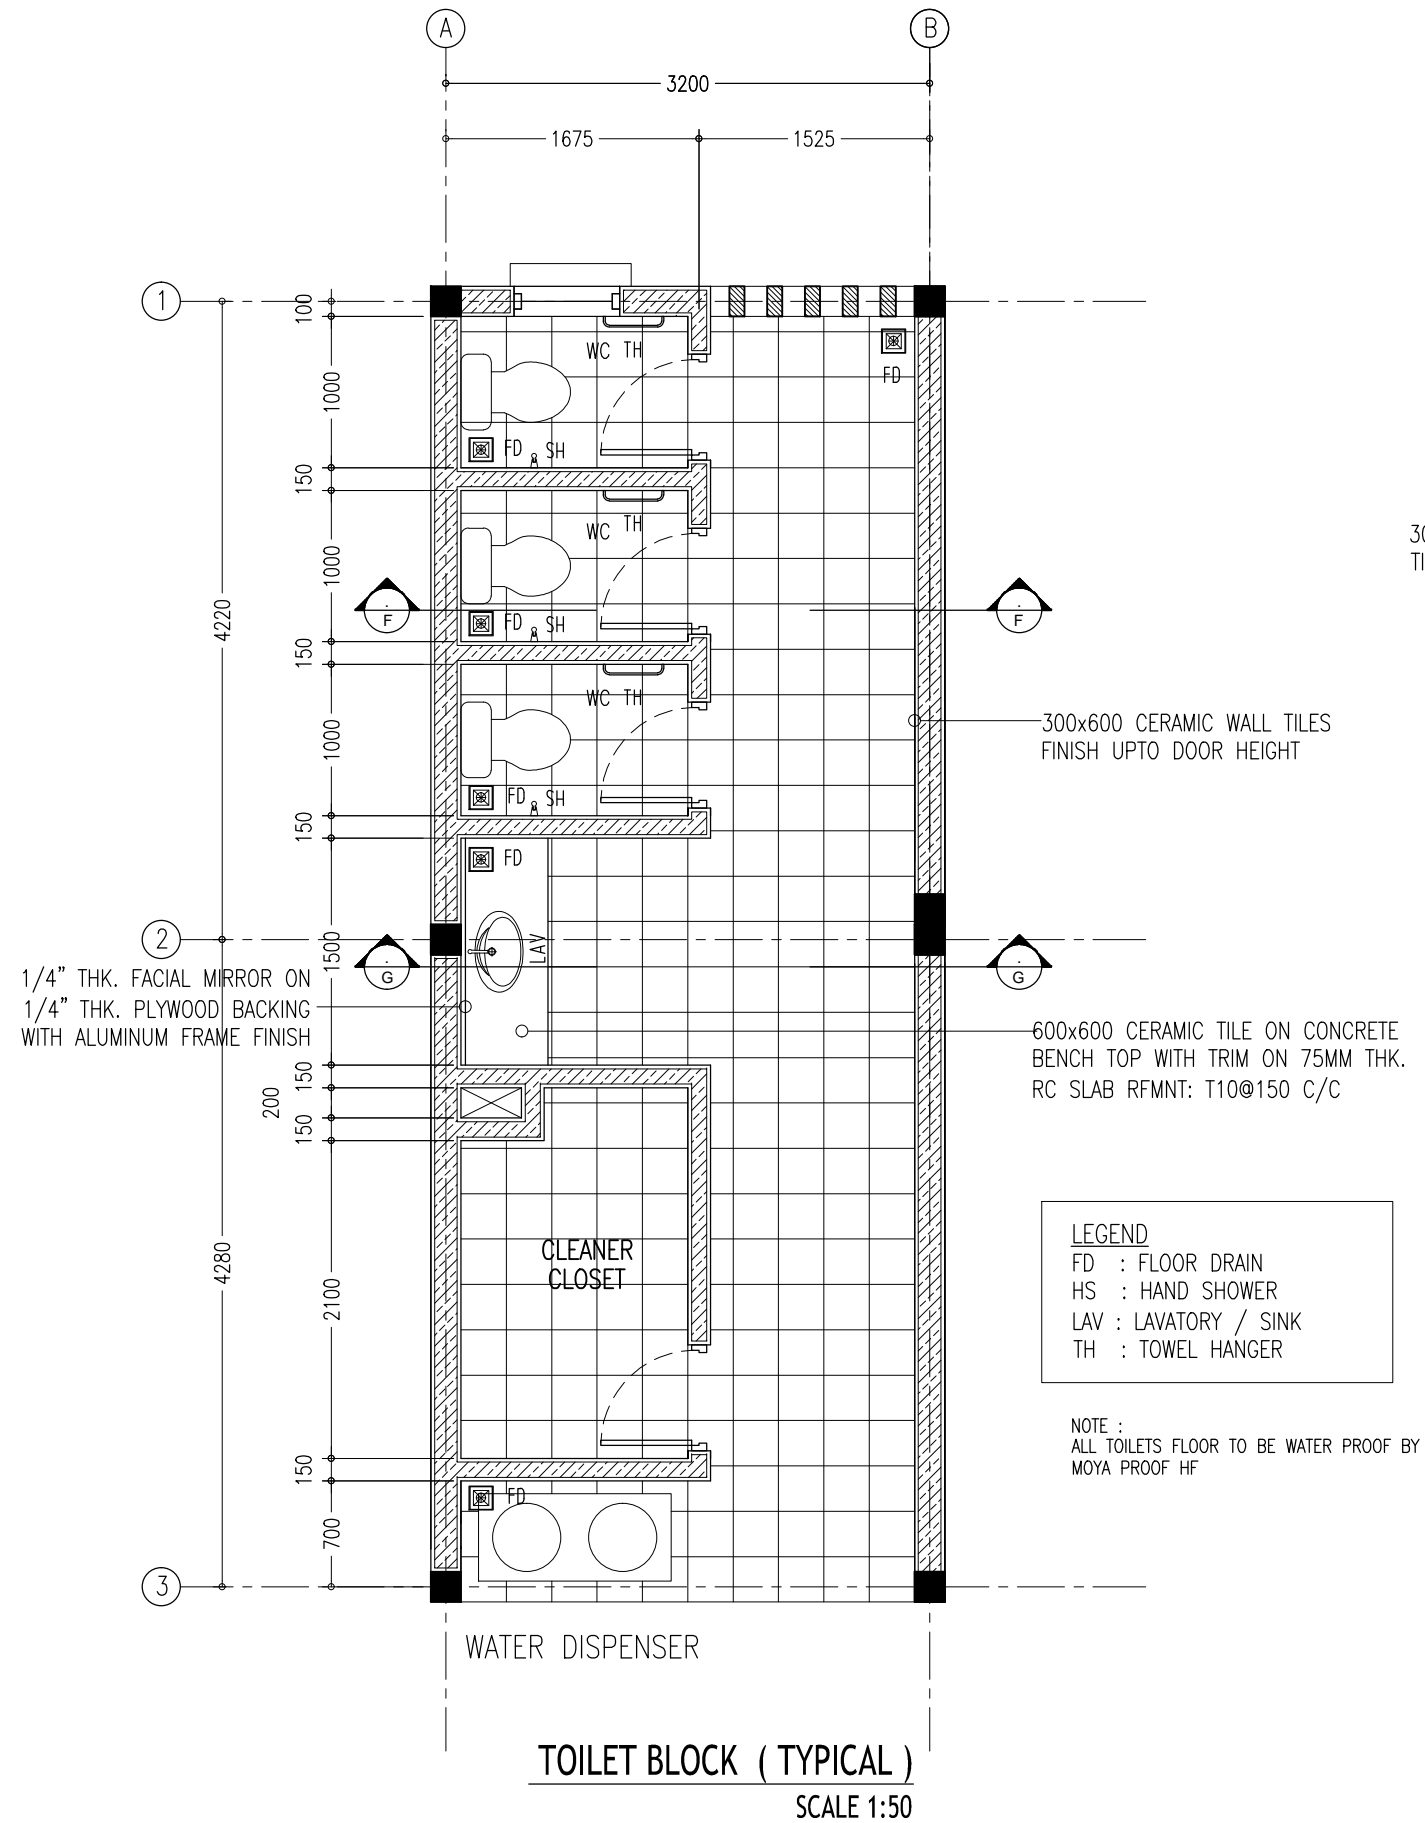 A
B
3200
1675
1525
1
100
WC TH
FD
1000
FD
SH
150
TH
WC
1000
4220
F
F
FD
SH
150
WC TH
1000
300x600 CERAMIC WALL TILES
FINISH UPTO DOOR HEIGHT
FD
SH
150
FD
2
1500
LAV
G
G
1/4" THK. FACIAL MIRROR ON
1/4" THK. PLYWOOD BACKING
WITH ALUMINUM FRAME FINISH
600x600 CERAMIC TILE ON CONCRETE
BENCH TOP WITH TRIM ON 75MM THK.
RC SLAB RFMNT: T10@150 C/C
150
200
150
CLEANER
CLOSET
4280
2100
LEGEND
FD : FLOOR DRAIN
HS : HAND SHOWER
LAV : LAVATORY / SINK
TH : TOWEL HANGER
NOTE :
ALL TOILETS FLOOR TO BE WATER PROOF BY
MOYA PROOF HF
150
FD
700
3
WATER DISPENSER
TOILET BLOCK ( TYPICAL )
SCALE 1:50